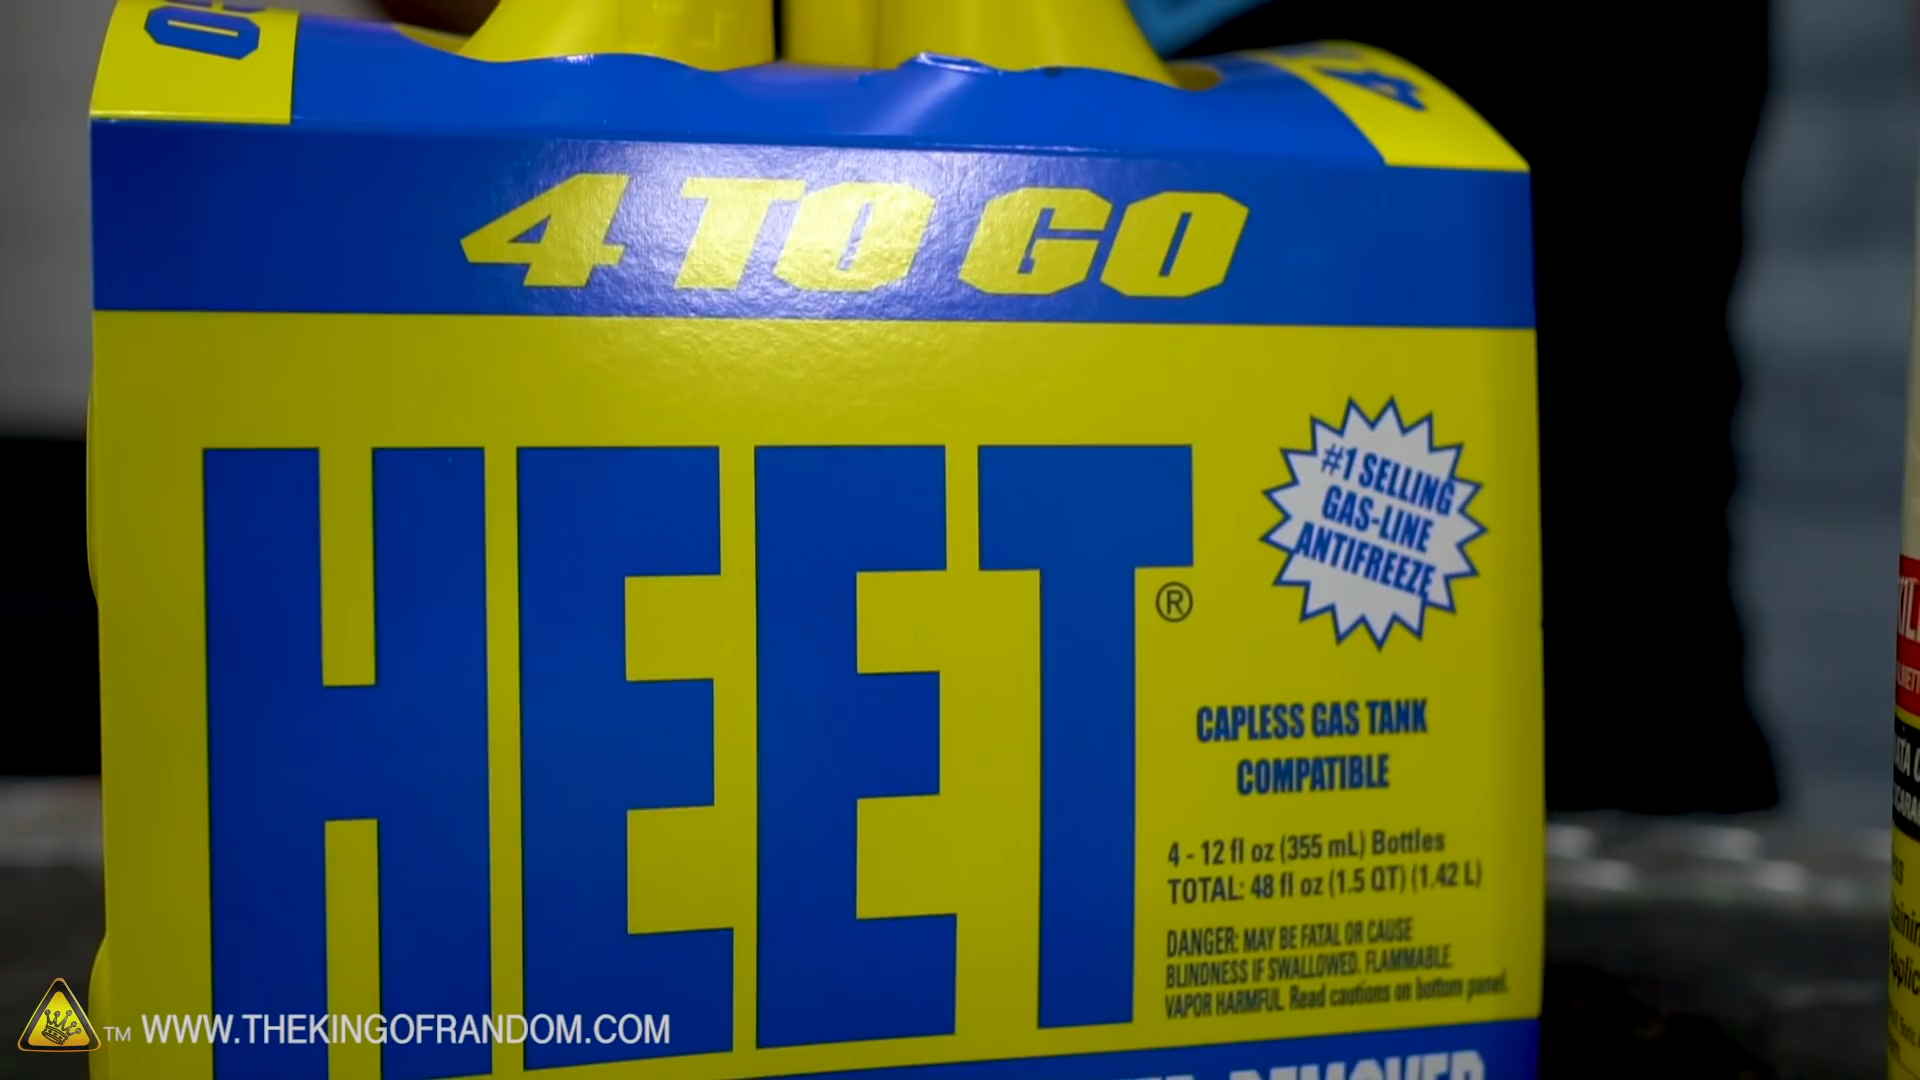 4 TO GO
HEET®
#1 SELLING
GAS-LINE
ANTIFREEZE
CAPLESS GAS TANK
COMPATIBLE
4 - 12 fl oz (355 mL) Bottles
TOTAL: 48 fl oz (1.5 QT) (1.42 L)
DANGER: MAY BE FATAL OR CAUSE
BLINDNESS IF SWALLOWED. FLAMMABLE.
VAPOR HARMFUL. Read cautions on bottom panel.
REMOVER
TM WWW.THEKINGOFRANDOM.COM